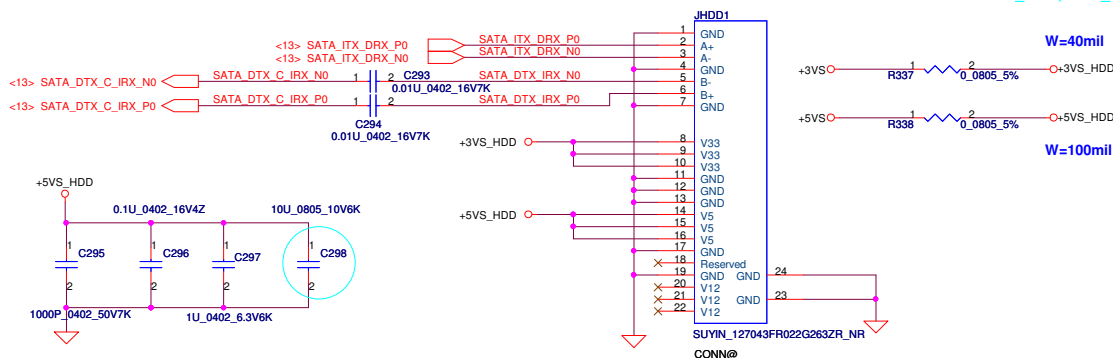 JHDD1
1 GND
<13> SATA_ITX_DRX_P0 SATA_ITX_DRX_P0 2 A+
<13> SATA_ITX_DRX_N0 SATA_ITX_DRX_N0 3 A-
4 GND
<13> SATA_DTX_C_IRX_N0 SATA_DTX_C_IRX_N0 1 2 C293 SATA_ITX_IRX_N0 5 B-
0.01U_0402_16V7K
<13> SATA_DTX_C_IRX_P0 SATA_DTX_C_IRX_P0 1 2 SATA_DTX_IRX_P0 6 B+
7 GND
C294
0.01U_0402_16V7K
+3VS_HDD 8 V33
9 V33
10 V33
11 GND
12 GND
13 GND
+5VS_HDD 14 V5
15 V5
16 V5
17 GND
18 Reserved
19 GND GND 24
20 V12
21 V12 GND 23
22 V12
SUYIN_127043FR022G263ZR_NR
CONN@
W=40mil
+3VS 1 2 +3VS_HDD
R337 0_0805_5%
+5VS 1 2 +5VS_HDD
R338 0_0805_5%
W=100mil
+5VS_HDD
0.1U_0402_16V4Z 10U_0805_10V6K
1 C295 1 C296 1 C297 1 C298
2 2 2 2
1000P_0402_50V7K 1U_0402_6.3V6K